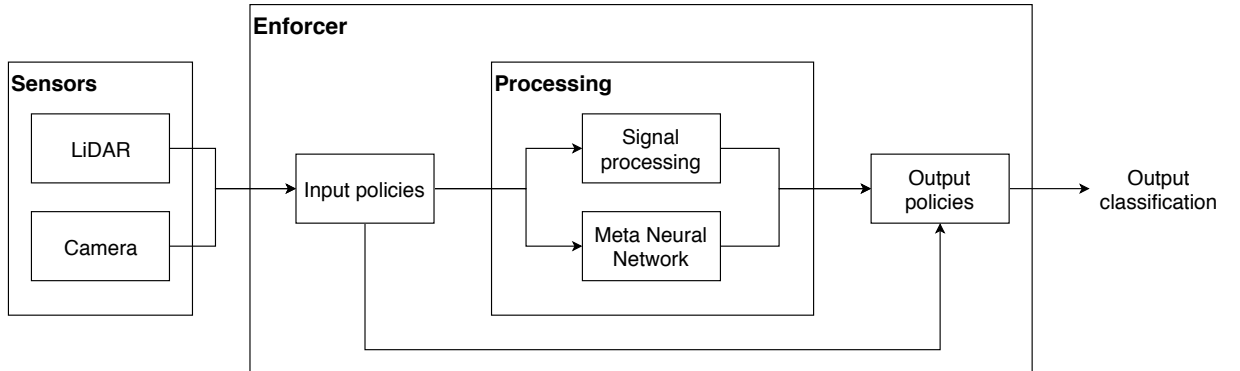 Enforcer
Sensors
LiDAR
Camera
Input policies
Processing
Signal
processing
Meta Neural
Network
Output
policies
Output
classification